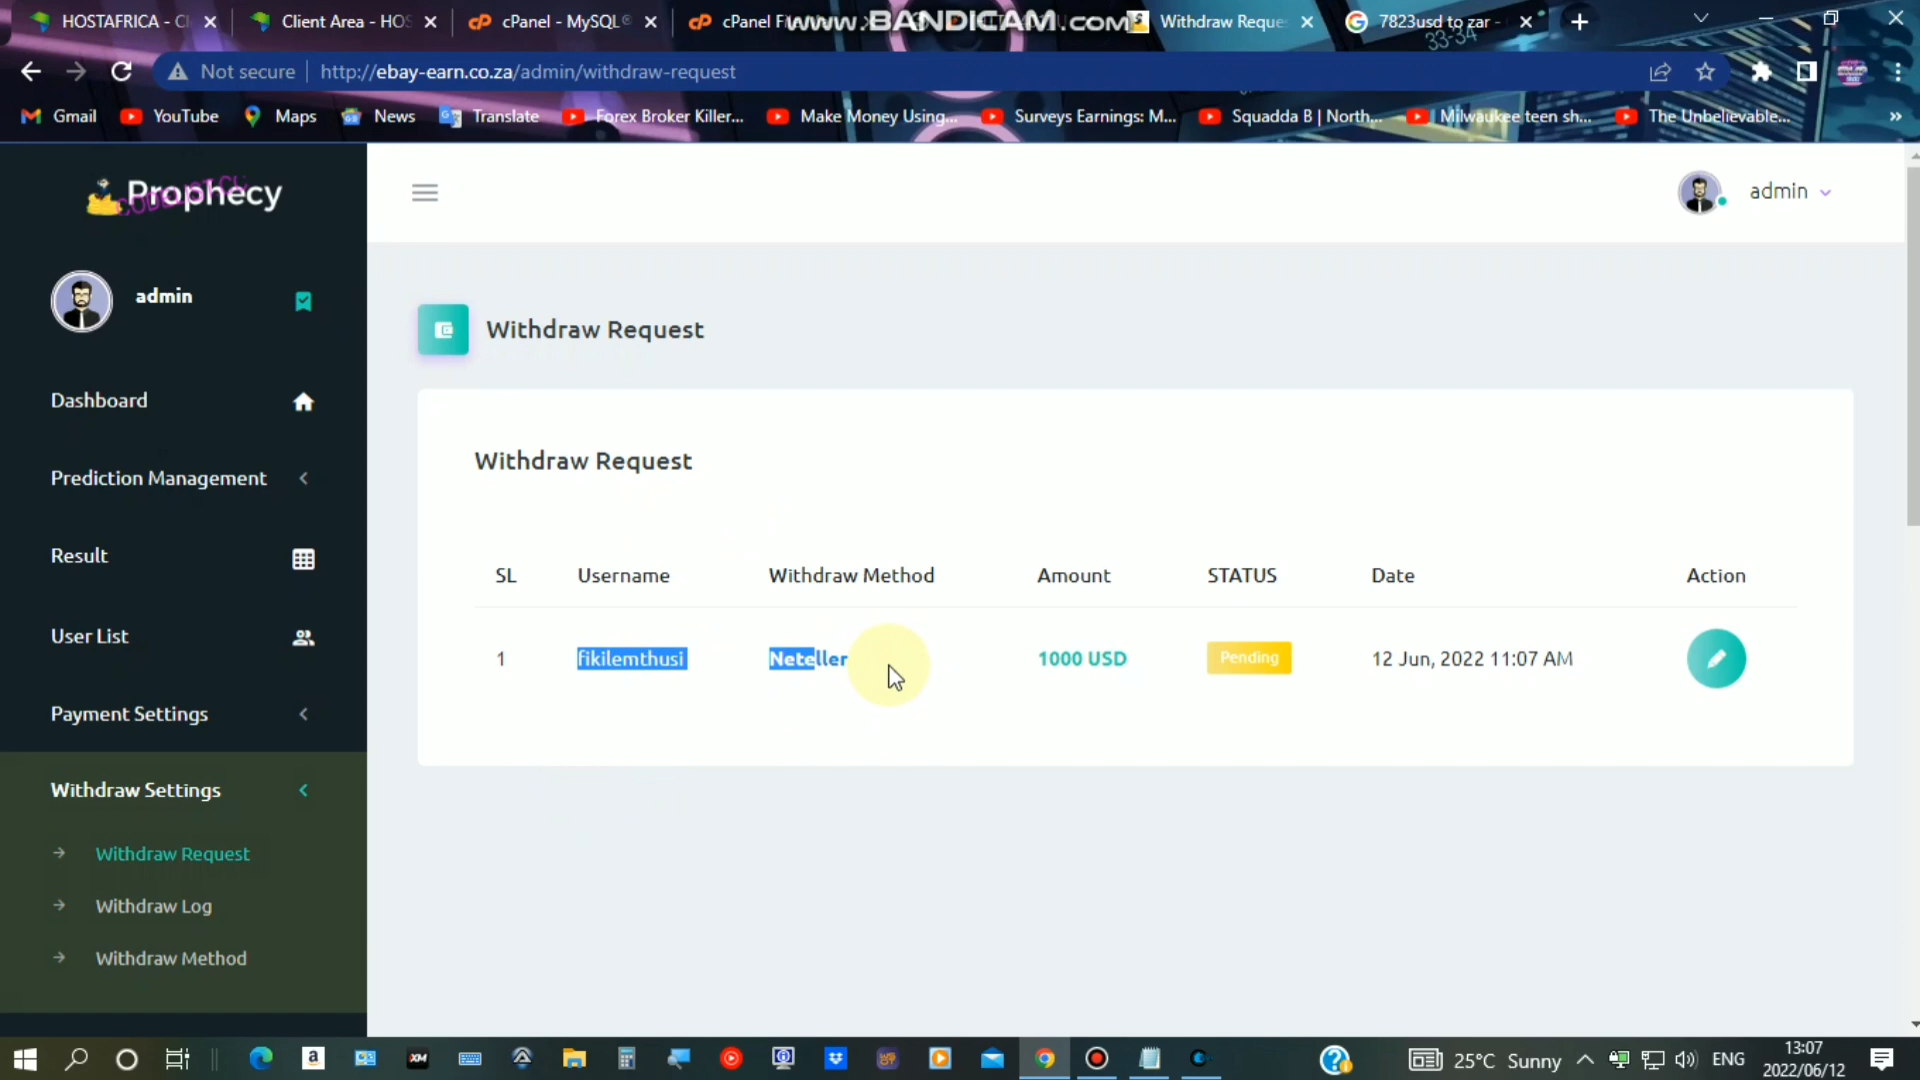 HOSTAFRICA - Cl
Client Area - HOS
cPanel - MySQL®
cPanel Fi
www.BANDICAM.com
Withdraw Reque
7823usd to zar -
33-34
Not secure
http://ebay-earn.co.za/admin/withdraw-request
Gmail
YouTube
Maps
News
Translate
Forex Broker Killer...
Make Money Using...
Surveys Earnings: M...
Squadda B | North...
Milwaukee teen sh...
The Unbelievable...
»
Prophecy
admin
admin
Withdraw Request
Dashboard
Prediction Management
Result
User List
Payment Settings
Withdraw Settings
Withdraw Request
Withdraw Log
Withdraw Method
Withdraw Request
SL Username Withdraw Method Amount STATUS Date Action
1 fikilemthusi Neteller 1000 USD Pending 12 Jun, 2022 11:07 AM
25°C Sunny
ENG
13:07
2022/06/12